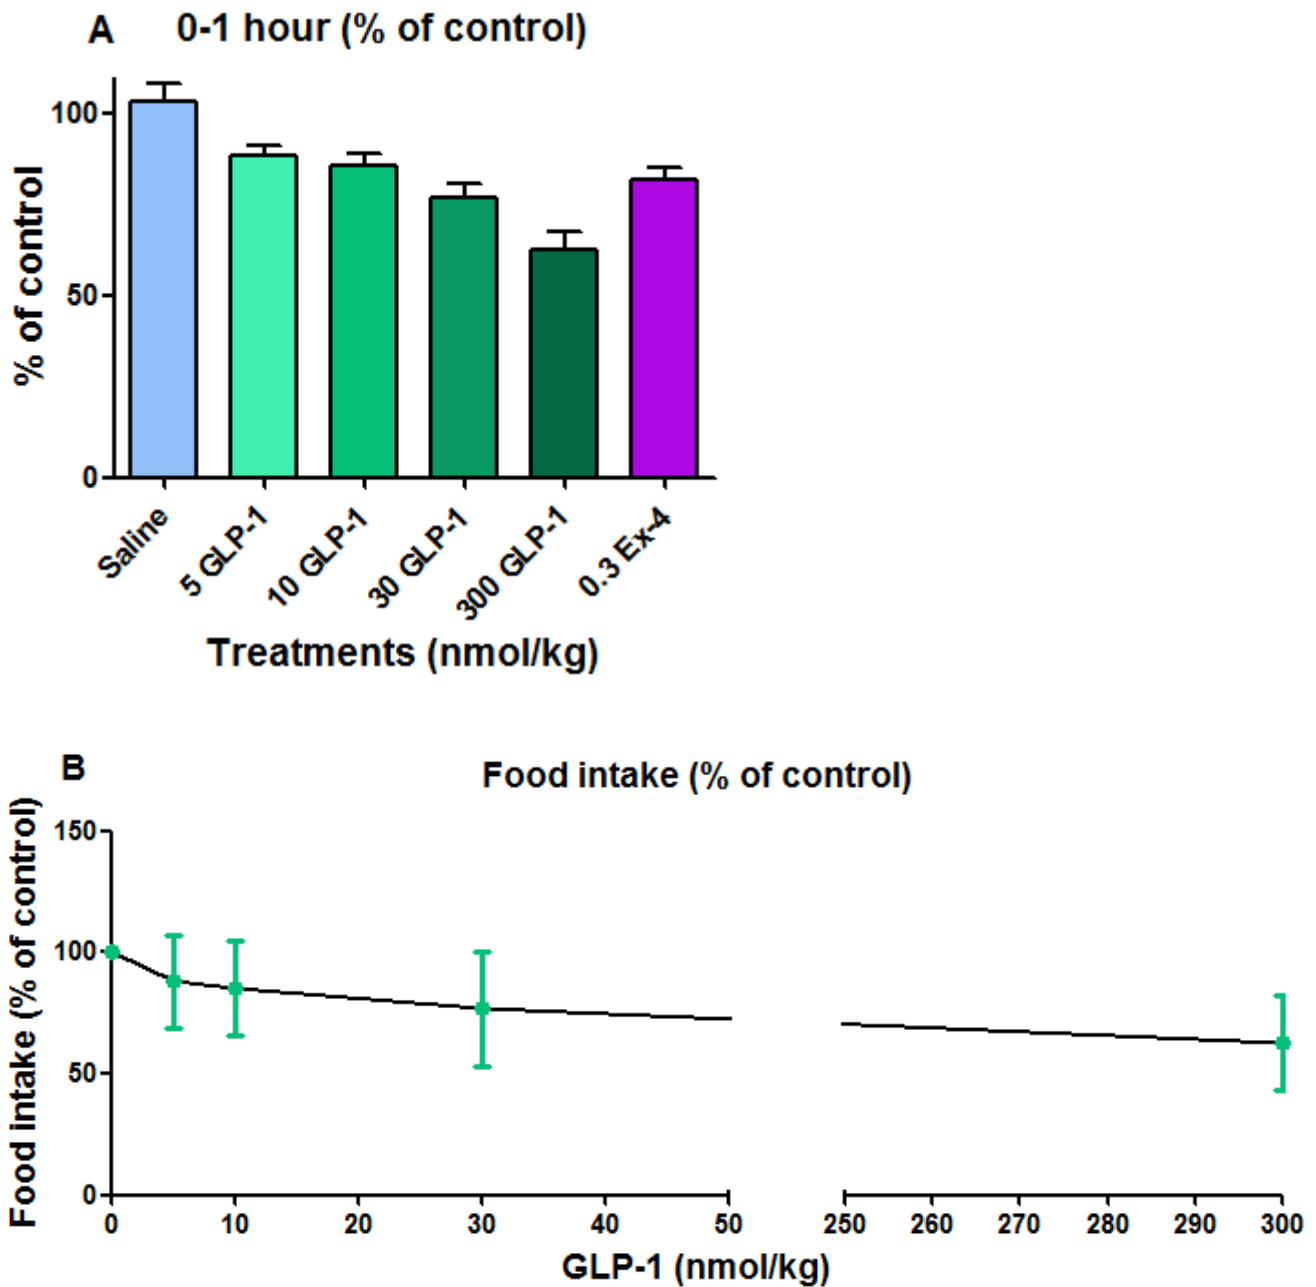 A 0-1 hour (% of control)
% of control
100
50
0
Saline
5 GLP-1
10 GLP-1
30 GLP-1
300 GLP-1
0.3 Ex-4
Treatments (nmol/kg)
B
Food intake (% of control)
Food intake (% of control)
150
100
50
0
0 10 20 30 40 50 250 260 270 280 290 300
GLP-1 (nmol/kg)